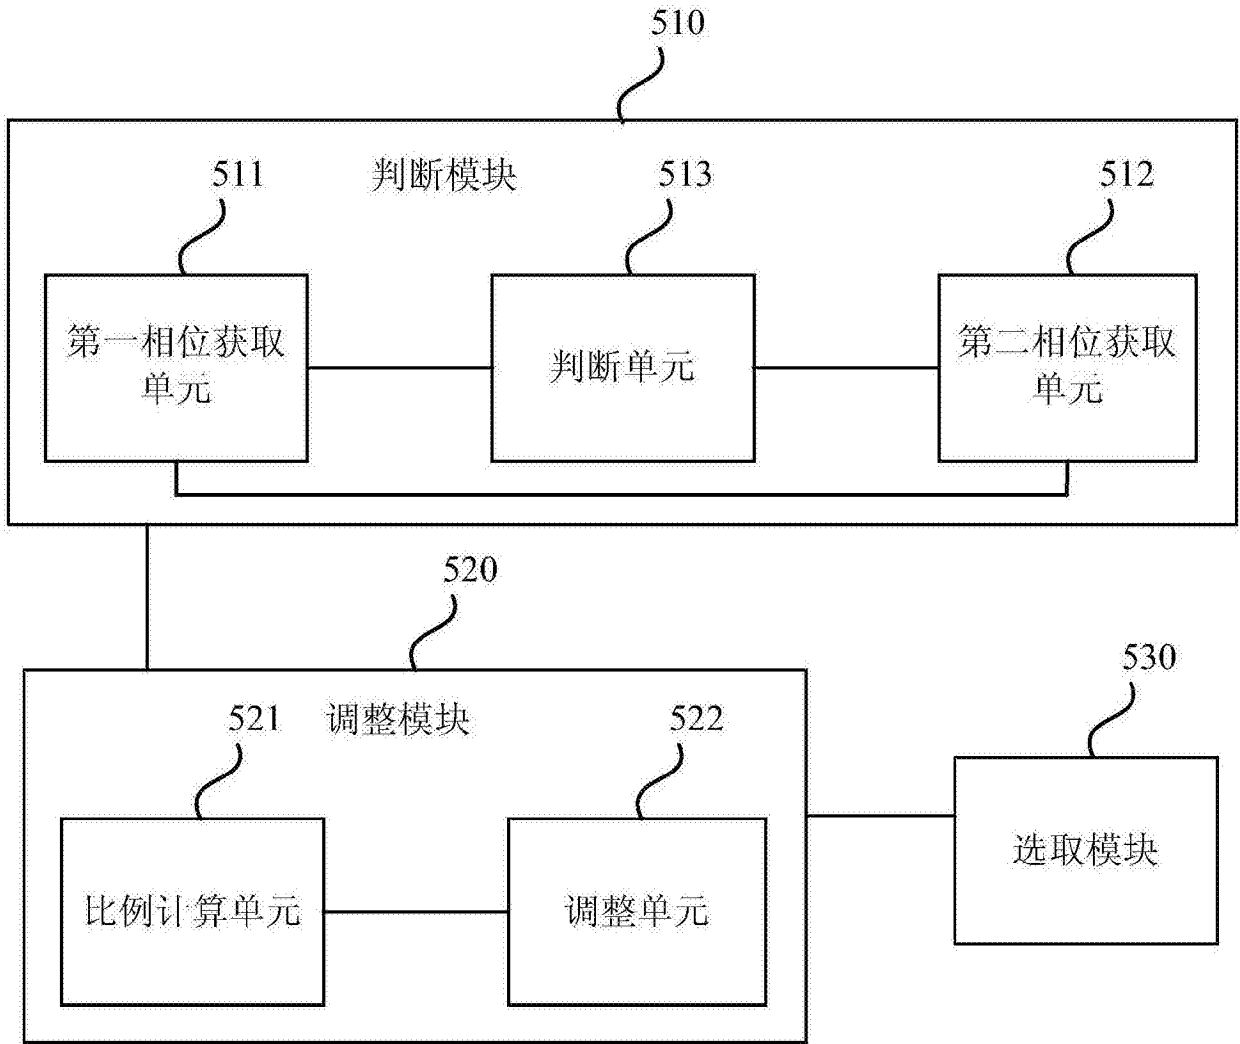 510
判断模块
511
513
512
第一相位获取
单元
判断单元
第二相位获取
单元
520
调整模块
521
522
530
比例计算单元
调整单元
选取模块